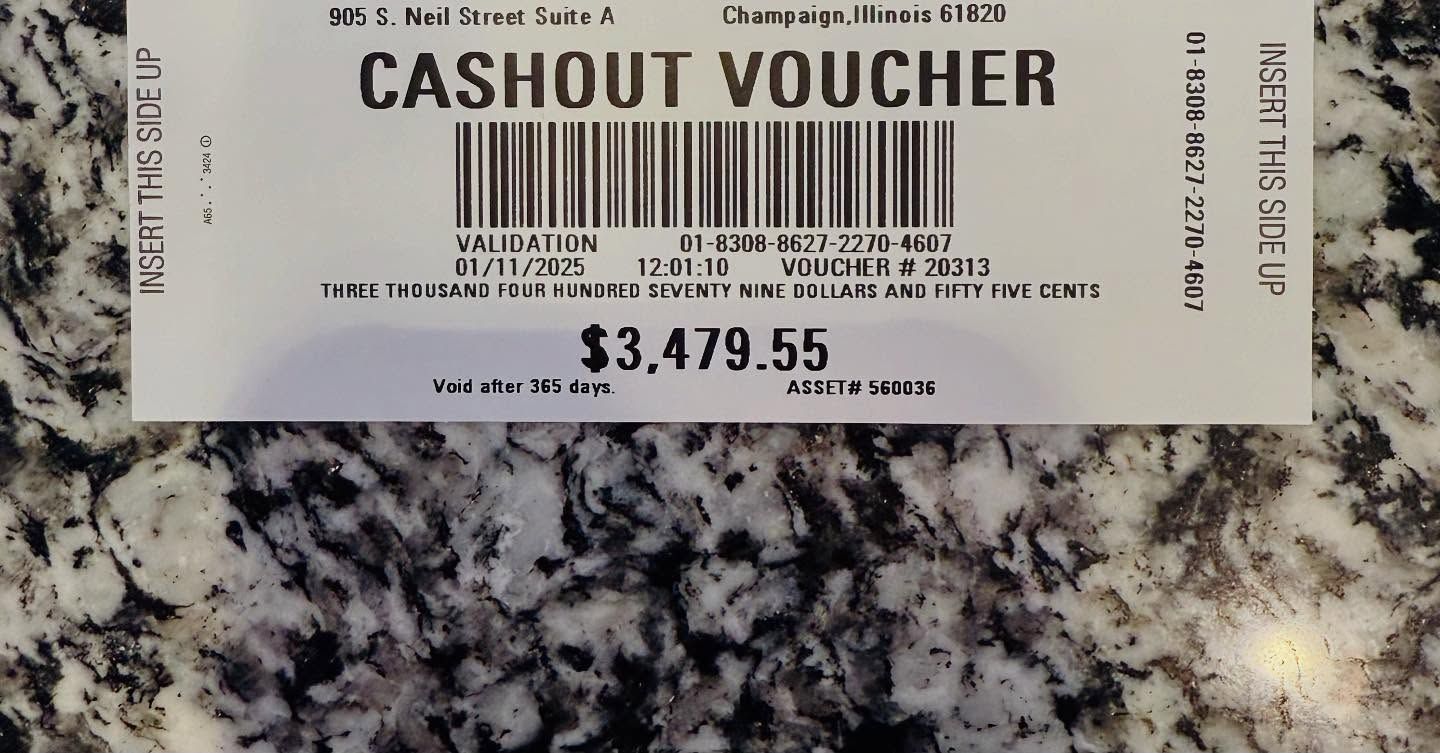 905 S. Neil Street Suite A Champaign,Illinois 61820
CASHOUT VOUCHER
VALIDATION 01-8308-8627-2270-4607
01/11/2025 12:01:10 VOUCHER # 20313
THREE THOUSAND FOUR HUNDRED SEVENTY NINE DOLLARS AND FIFTY FIVE CENTS
$3,479.55
Void after 365 days. ASSET# 560036
INSERT THIS SIDE UP
3424
01-8308-8627-2270-4607
INSERT THIS SIDE UP